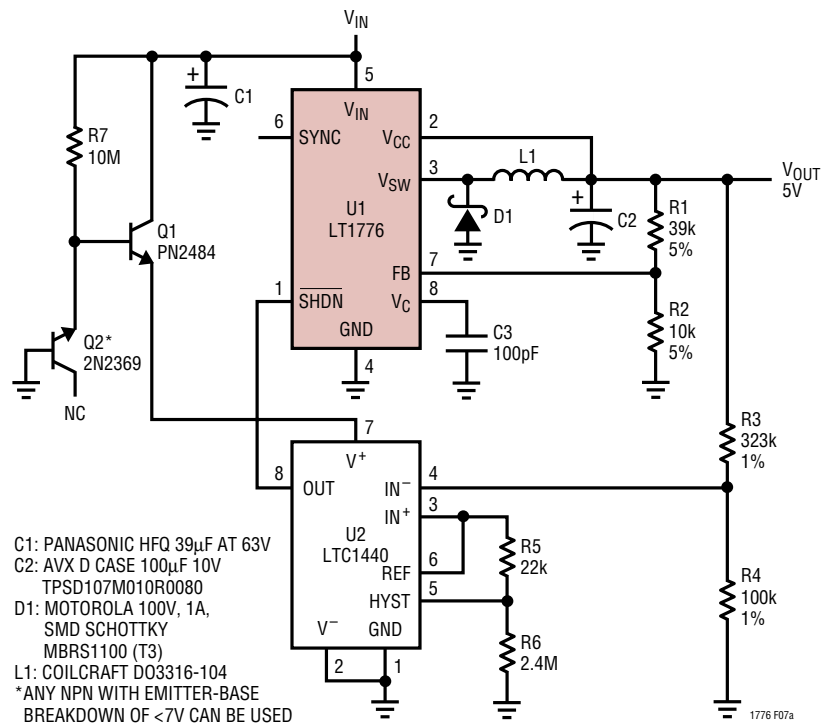 VIN
5
VIN
+
C1
6
SYNC
VCC
2
R7
10M
3
VSW
L1
VOUT
5V
U1
LT1776
D1
+
C2
R1
39k
5%
Q1
PN2484
FB
7
1
SHDN
VC
8
R2
10k
5%
GND
4
C3
100pF
Q2*
2N2369
NC
7
V+
R3
323k
1%
8
OUT
IN–
4
IN+
3
U2
LTC1440
REF
6
R5
22k
HYST
5
R4
100k
1%
V–
GND
2
1
R6
2.4M
C1: PANASONIC HFQ 39µF AT 63V
C2: AVX D CASE 100µF 10V
TPSD107M010R0080
D1: MOTOROLA 100V, 1A,
SMD SCHOTTKY
MBRS1100 (T3)
L1: COILCRAFT DO3316-104
*ANY NPN WITH EMITTER-BASE
BREAKDOWN OF <7V CAN BE USED
1776 F07a